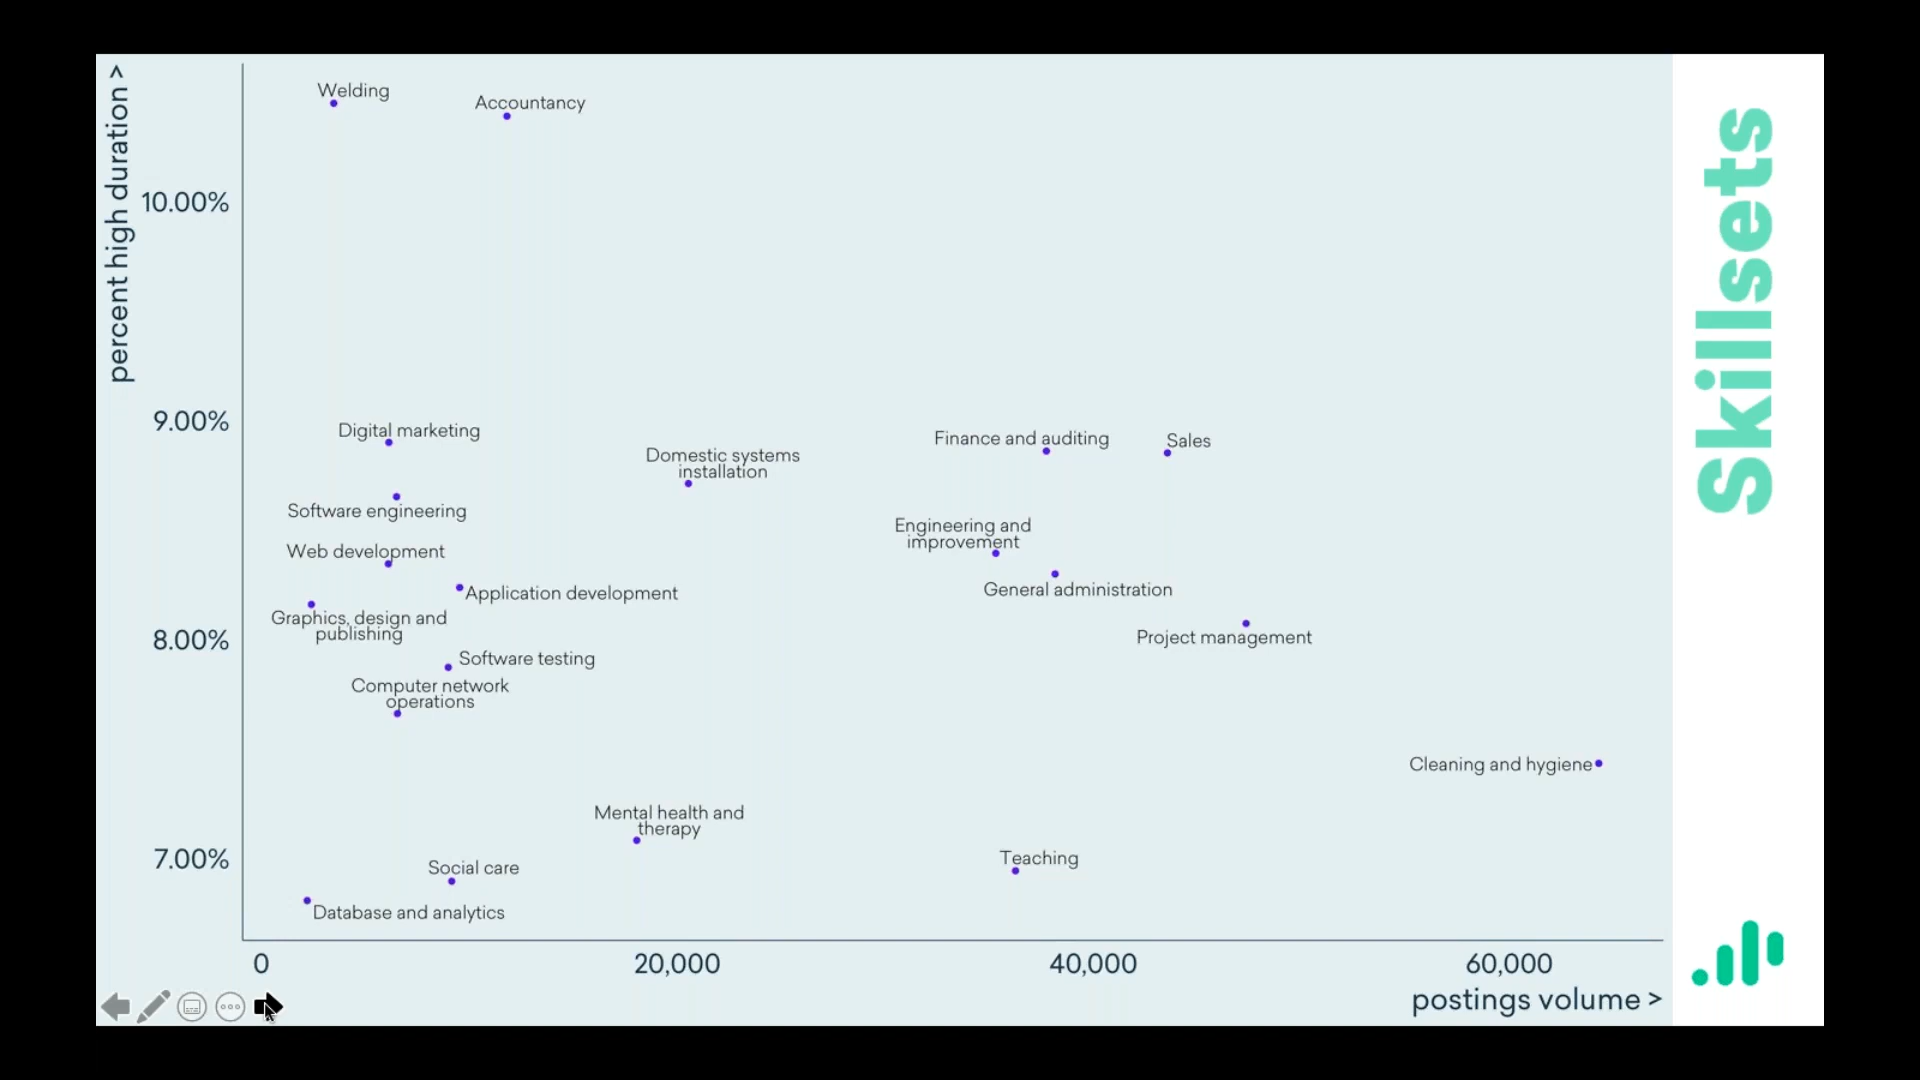 percent high duration >
10.00%
9.00%
8.00%
7.00%
Welding
Accountancy
Digital marketing
Finance and auditing
Sales
Domestic systems
installation
Software engineering
Engineering and
improvement
Web development
General administration
Application development
Graphics, design and
publishing
Project management
Software testing
Computer network
operations
Cleaning and hygiene
Mental health and
therapy
Teaching
Social care
Database and analytics
0
20,000
40,000
60,000
postings volume >
Skillsets